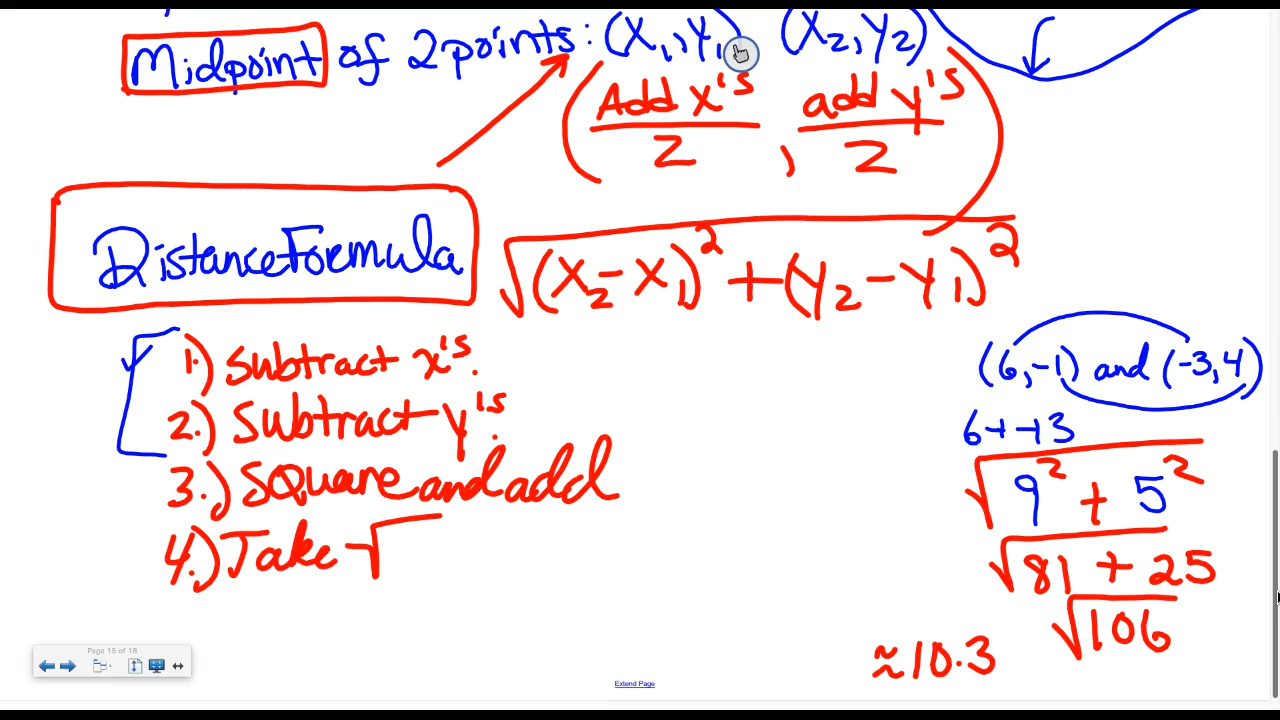 Midpoint of 2 points: (X₁,Y₁) (X₂,Y₂)
(Add x's/2, add y's/2)
Distance Formula √(X₂-X₁)² + (Y₂-Y₁)²
1.) Subtract x's.
2.) Subtract y's.
3.) Square and add
4.) Take √
(6,-1) and (-3,4)
6++3
√9² + 5²
√81 + 25
√106
≈10.3
Page 15 of 18
Extend Page